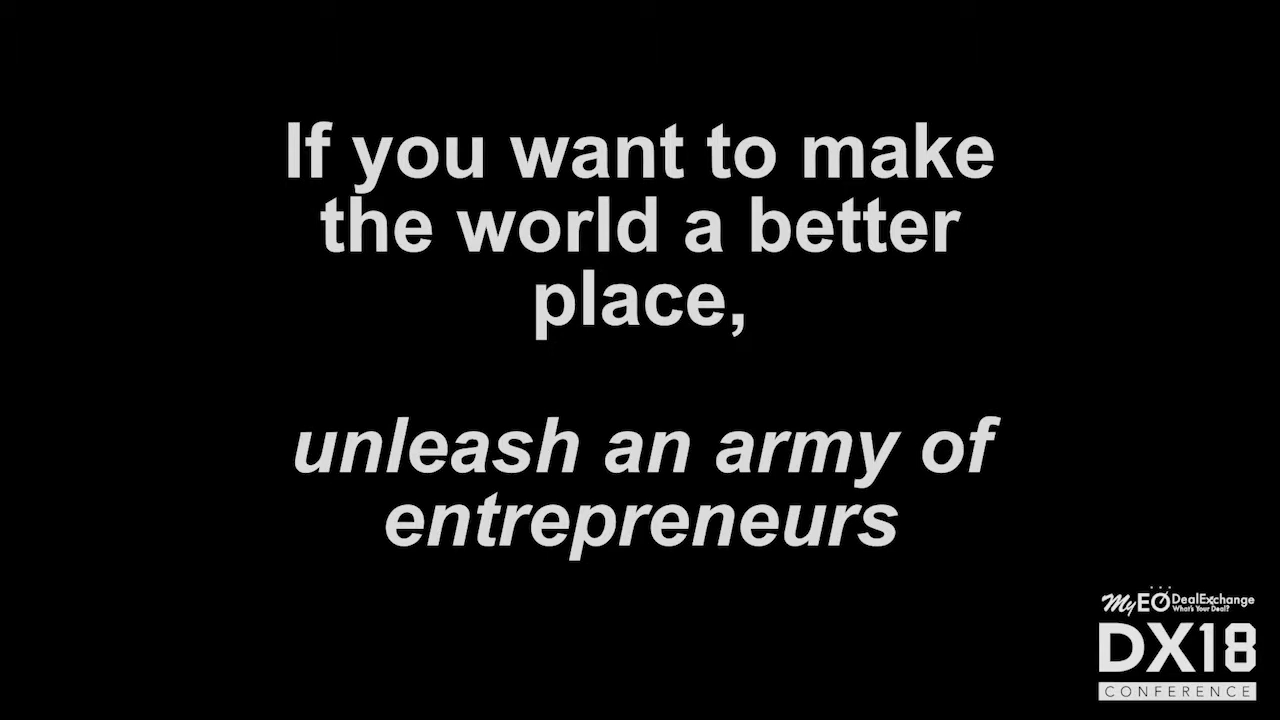 If you want to make
the world a better
place,
unleash an army of
entrepreneurs
MyEO DealExchange
What's Your Deal?
DX18
CONFERENCE